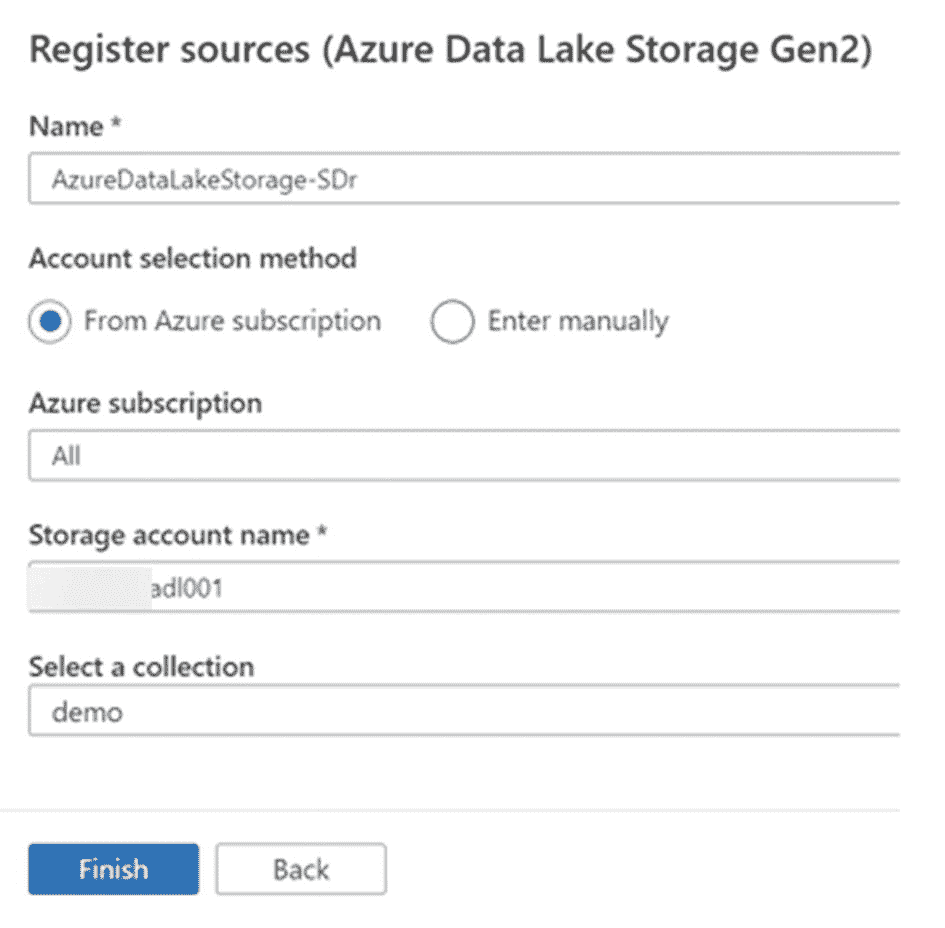 Register sources (Azure Data Lake Storage Gen2)
Name *
AzureDataLakeStorage-SDr
Account selection method
From Azure subscription Enter manually
Azure subscription
All
Storage account name *
adl001
Select a collection
demo
Finish Back